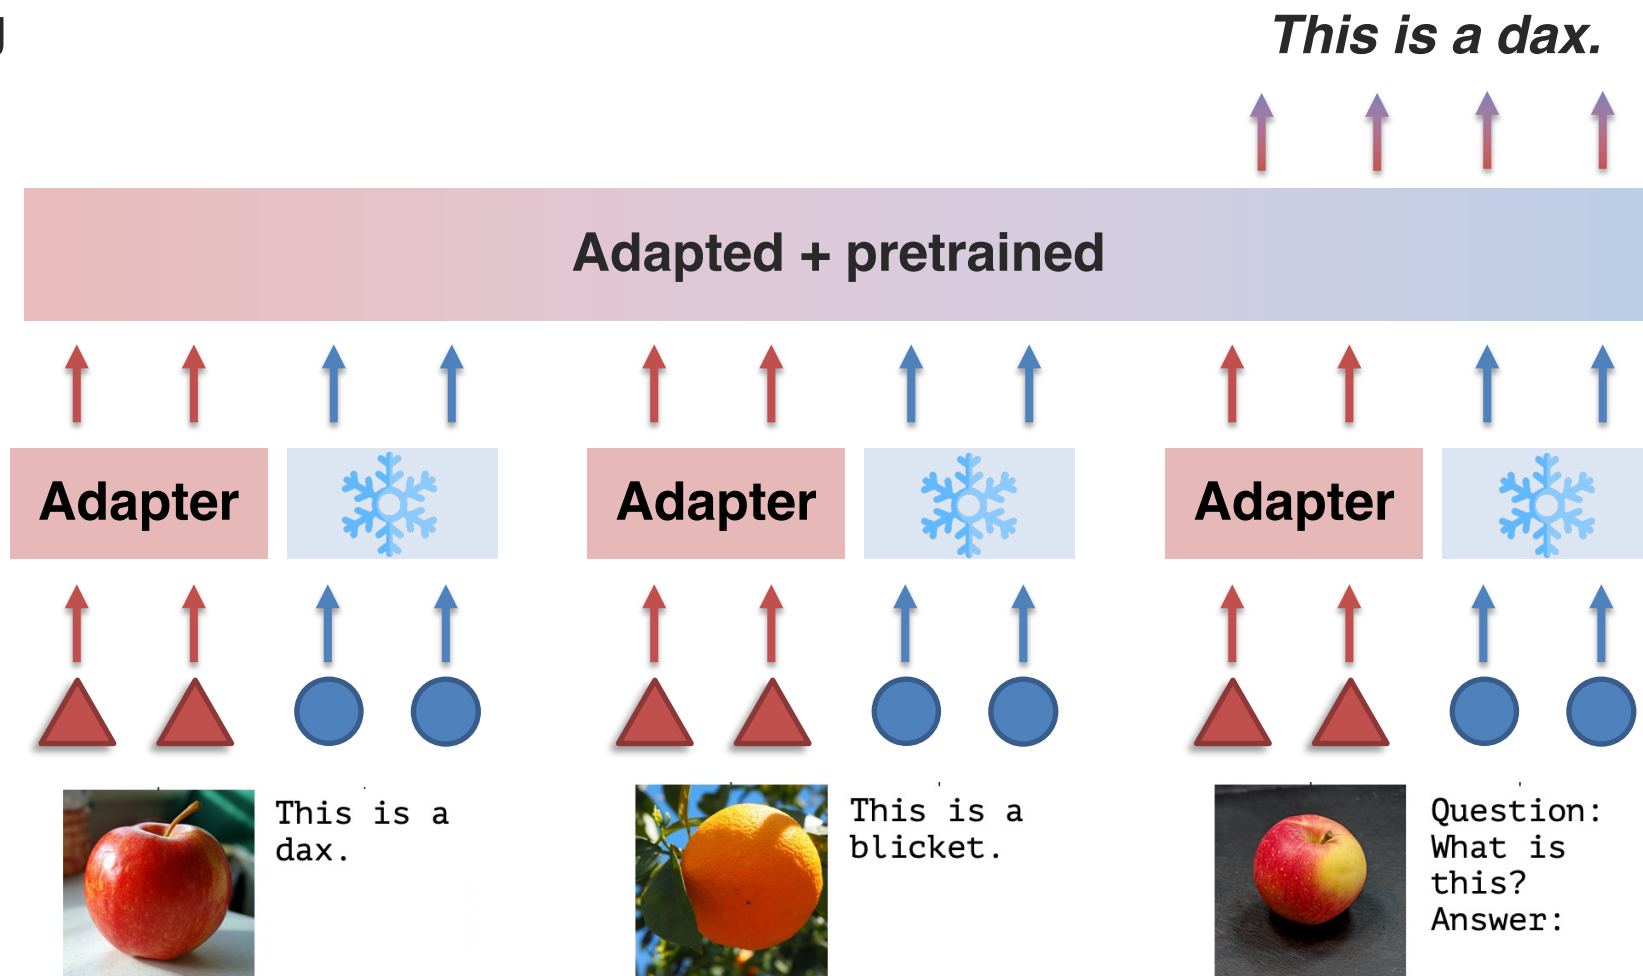 This is a dax.
Adapted + pretrained
Adapter
Adapter
Adapter
This is a
dax.
This is a
blicket.
Question:
What is
this?
Answer: